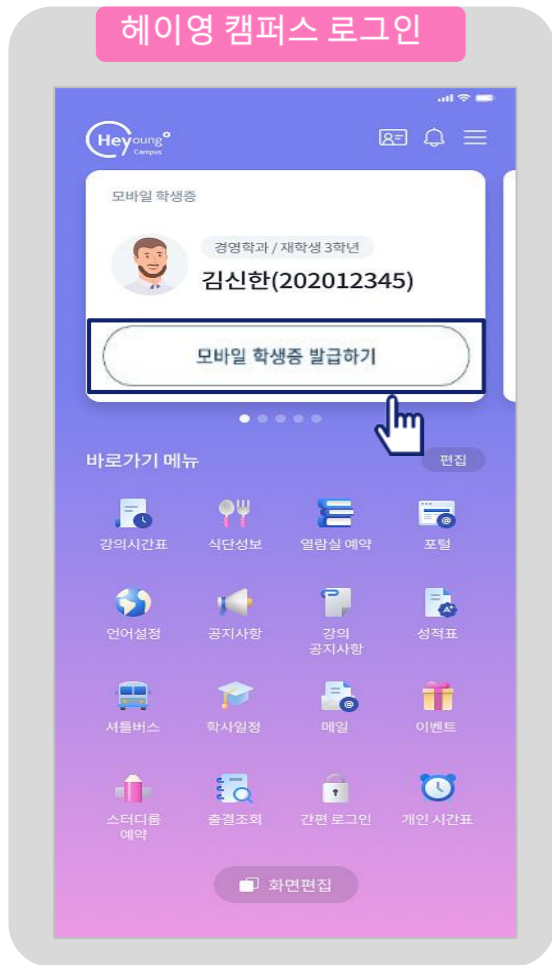 헤이영 캠퍼스 로그인
Heyoung
Campus
모바일 학생증
경영학과 / 재학생 3학년
김신한(202012345)
모바일 학생증 발급하기
바로가기 메뉴
편집
강의시간표
식단정보
열람실 예약
포털
언어설정
공지사항
강의
공지사항
성적표
셔틀버스
학사일정
메일
이벤트
스터디룸
예약
출결조회
간편 로그인
개인 시간표
화면편집